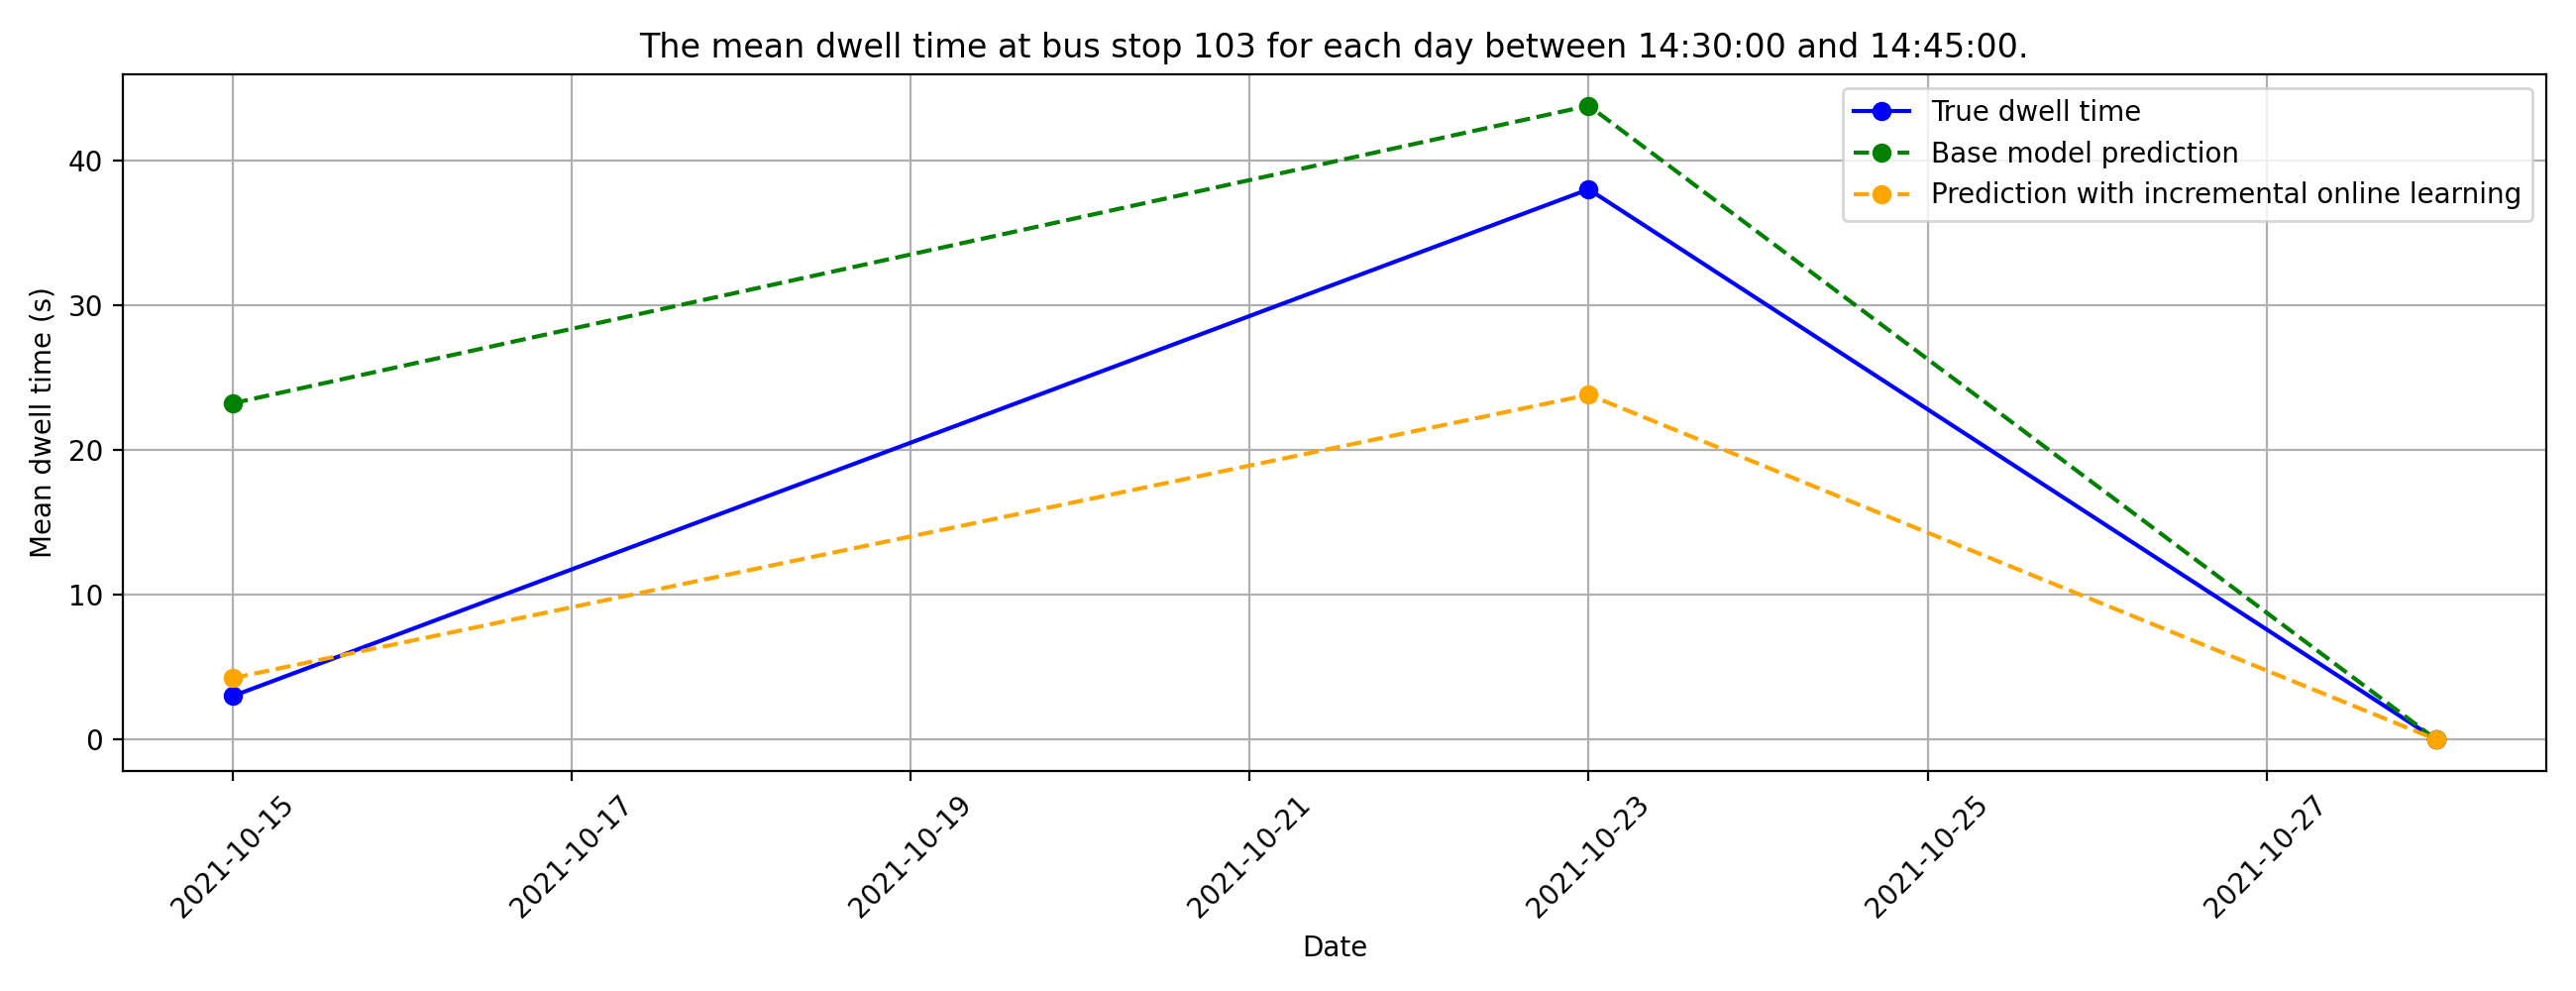 The mean dwell time at bus stop 103 for each day between 14:30:00 and 14:45:00.
True dwell time
Base model prediction
Prediction with incremental online learning
Mean dwell time (s)
40
30
20
10
0
2021-10-15
2021-10-17
2021-10-19
2021-10-21
2021-10-23
2021-10-25
2021-10-27
Date